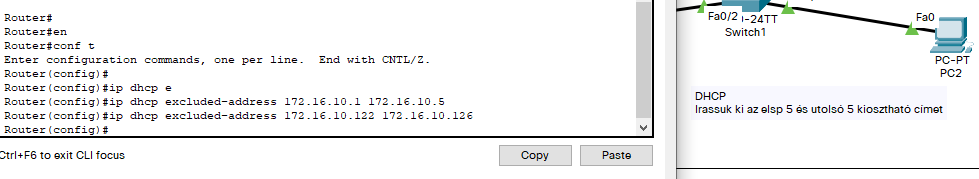 Router#
Router#en
Router#conf t
Enter configuration commands, one per line.  End with CNTL/Z.
Router(config)#
Router(config)#ip dhcp e
Router(config)#ip dhcp excluded-address 172.16.10.1 172.16.10.5
Router(config)#ip dhcp excluded-address 172.16.10.122 172.16.10.126
Router(config)#
Ctrl+F6 to exit CLI focus
Copy
Paste
Fa0/2
-24TT
Switch1
Fa0
PC-PT
PC2
DHCP
Irassuk ki az elsp 5 és utolsó 5 kiosztható címet